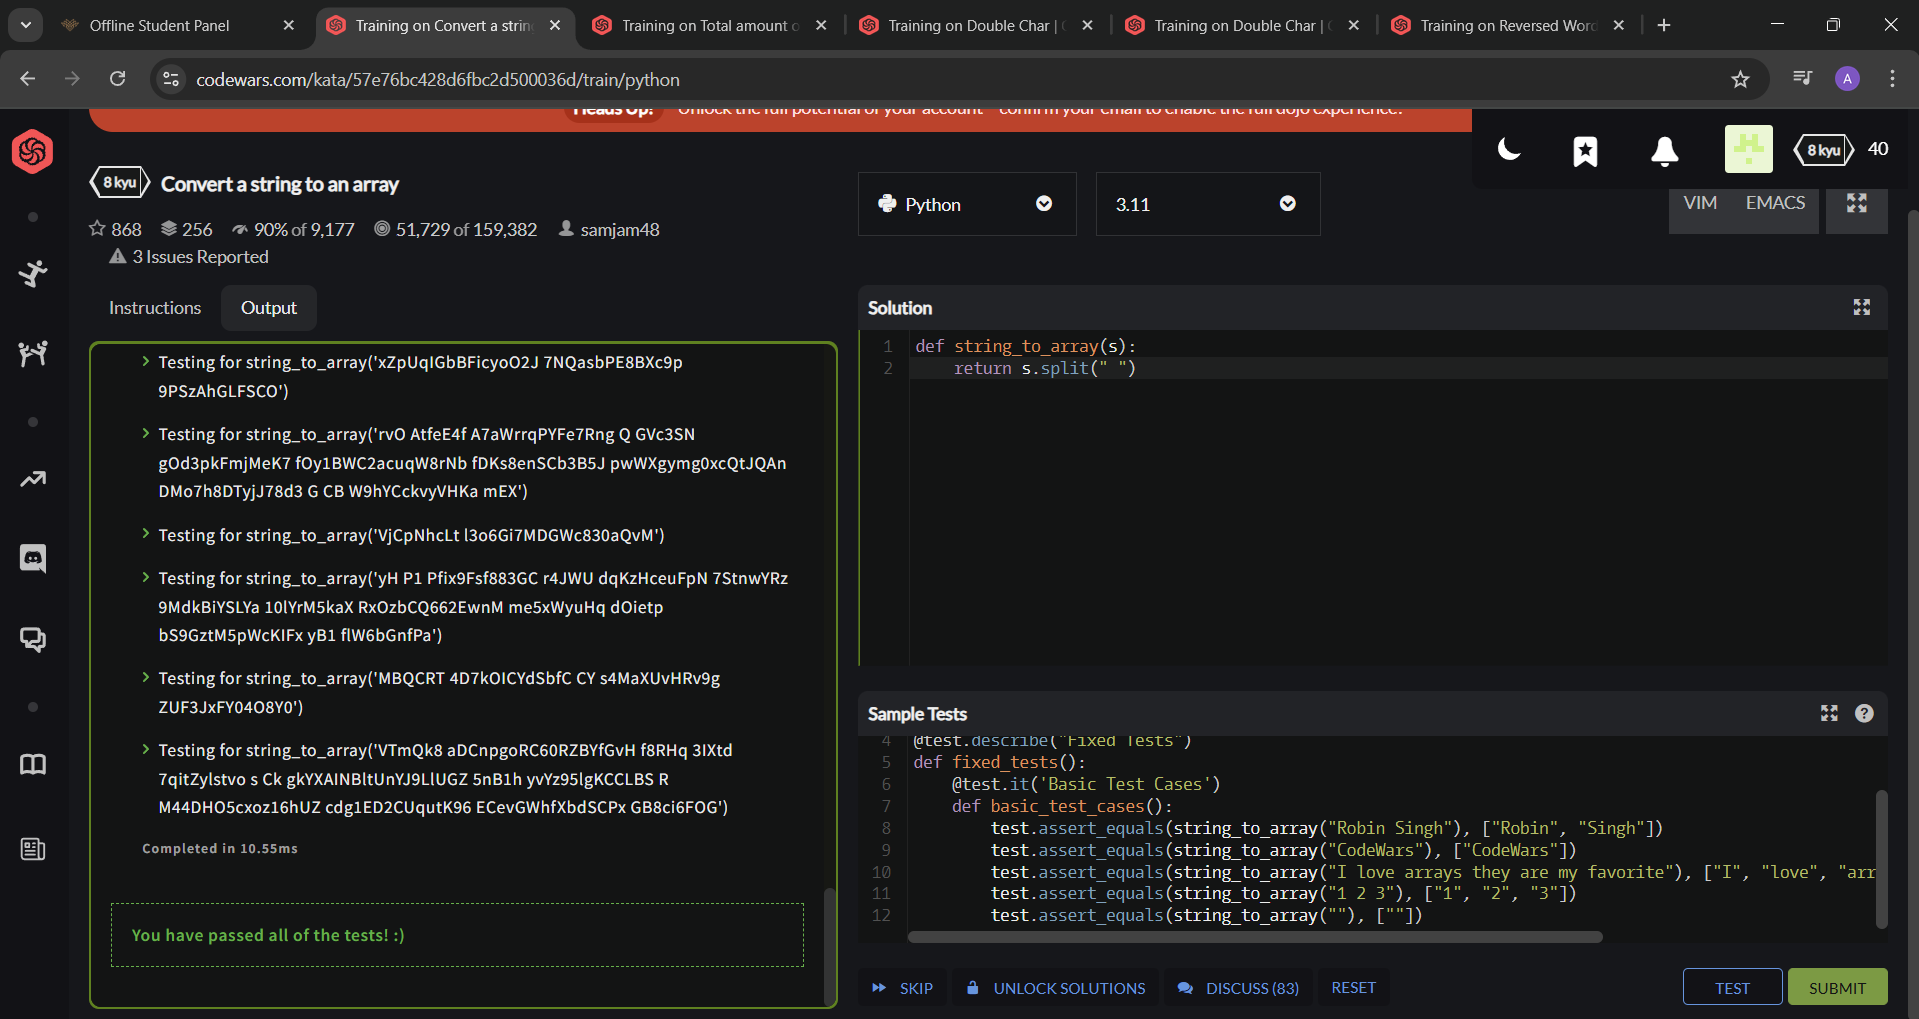 Offline Student Panel
Training on Convert a strin
Training on Total amount o
Training on Double Char |
Training on Double Char |
Training on Reversed Word
codewars.com/kata/57e76bc428d6fbc2d500036d/train/python
A
Heads Up! Unlock the full potential of your account - confirm your email to enable the full dojo experience.
8 kyu 40
8 kyu Convert a string to an array
868 256 90% of 9,177 51,729 of 159,382 samjam48
3 Issues Reported
Python
3.11
VIM EMACS
Instructions Output
Testing for string_to_array('xZpUqIGbBFicyoO2J 7NQasbPE8BXc9p
9PSzAhGLFSCO')
Testing for string_to_array('rvO AtfeE4f A7aWrrqPYFe7Rng Q GVc3SN
gOd3pkFmjMeK7 fOy1BWC2acuqW8rNb fDKs8enSCb3B5J pwWXgymg0xcQtJQAn
DMo7h8DTyjJ78d3 G CB W9hYCckvyVHKa mEX')
Testing for string_to_array('VjCpNhcLt l3o6Gi7MDGWc830aQvM')
Testing for string_to_array('yH P1 Pfix9Fsf883GC r4JWU dqKzHceuFpN 7StnwYRz
9MdkBiYSLYa 10lYrM5kaX RxOzbCQ662EwnM me5xWyuHq dOietp
bS9GztM5pWcKIFx yB1 flW6bGnfPa')
Testing for string_to_array('MBQCRT 4D7kOICYdSbfC CY s4MaXUvHRv9g
ZUF3JxFY04O8Y0')
Testing for string_to_array('VTmQk8 aDCnpgoRC60RZBYfGvH f8RHq 3IXtd
7qitZylstvo s Ck gkYXAINBltUnYJ9LlUGZ 5nB1h yvYz95lgKCCLBS R
M44DHO5cxoz16hUZ cdg1ED2CUqutK96 ECevGWhfXbdSCPx GB8ci6FOG')
Completed in 10.55ms
You have passed all of the tests! :)
Solution
1 def string_to_array(s):
2 return s.split(" ")
Sample Tests
4 @test.describe("Fixed Tests")
5 def fixed_tests():
6 @test.it('Basic Test Cases')
7 def basic_test_cases():
8 test.assert_equals(string_to_array("Robin Singh"), ["Robin", "Singh"])
9 test.assert_equals(string_to_array("CodeWars"), ["CodeWars"])
10 test.assert_equals(string_to_array("I love arrays they are my favorite"), ["I", "love", "arr
11 test.assert_equals(string_to_array("1 2 3"), ["1", "2", "3"])
12 test.assert_equals(string_to_array(""), [""])
SKIP UNLOCK SOLUTIONS DISCUSS (83) RESET TEST SUBMIT